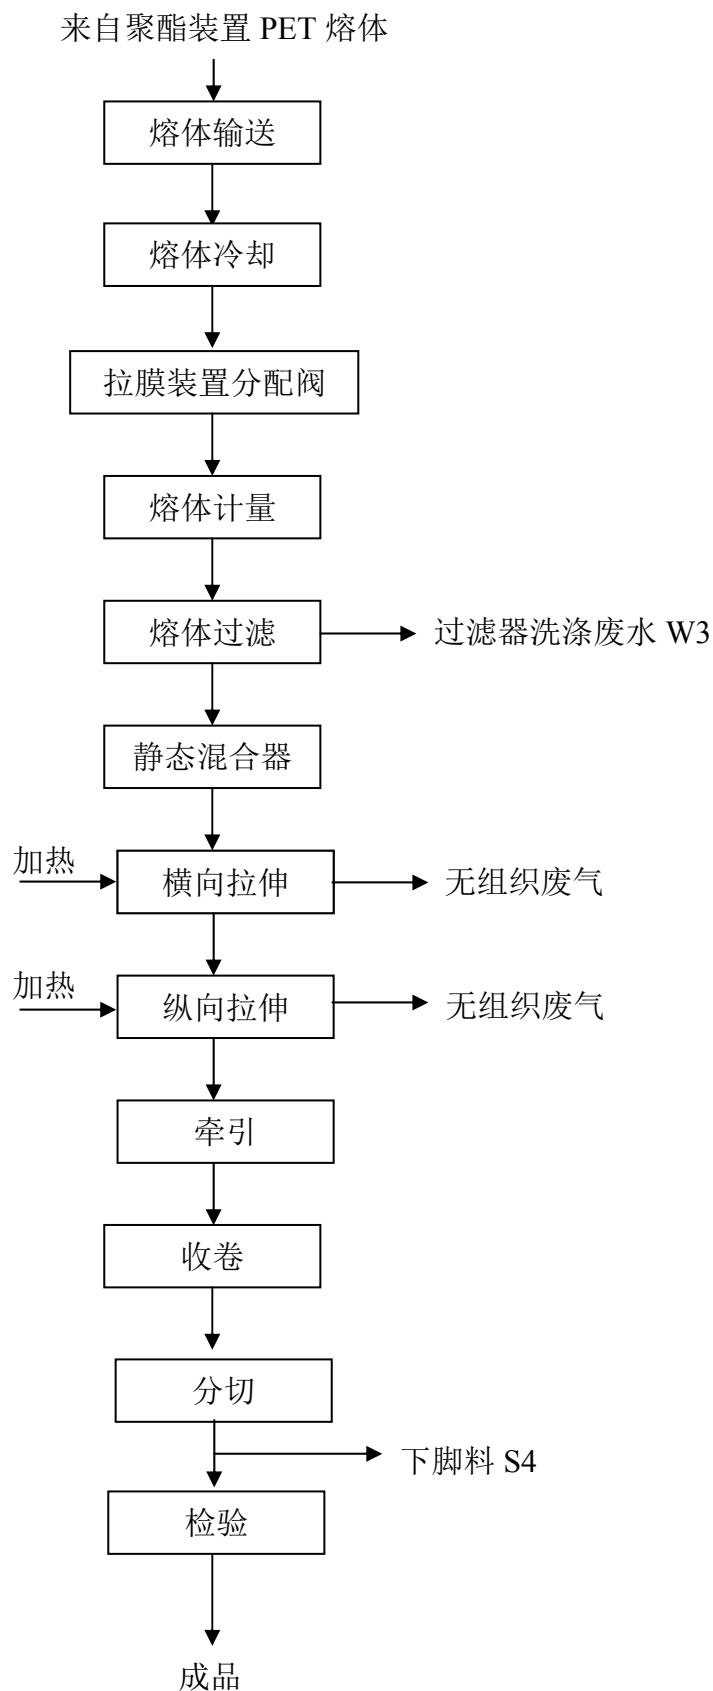 来自聚酯装置 PET 熔体
熔体输送
熔体冷却
拉膜装置分配阀
熔体计量
熔体过滤
过滤器洗涤废水 W3
静态混合器
加热
横向拉伸
无组织废气
加热
纵向拉伸
无组织废气
牵引
收卷
分切
下脚料 S4
检验
成品